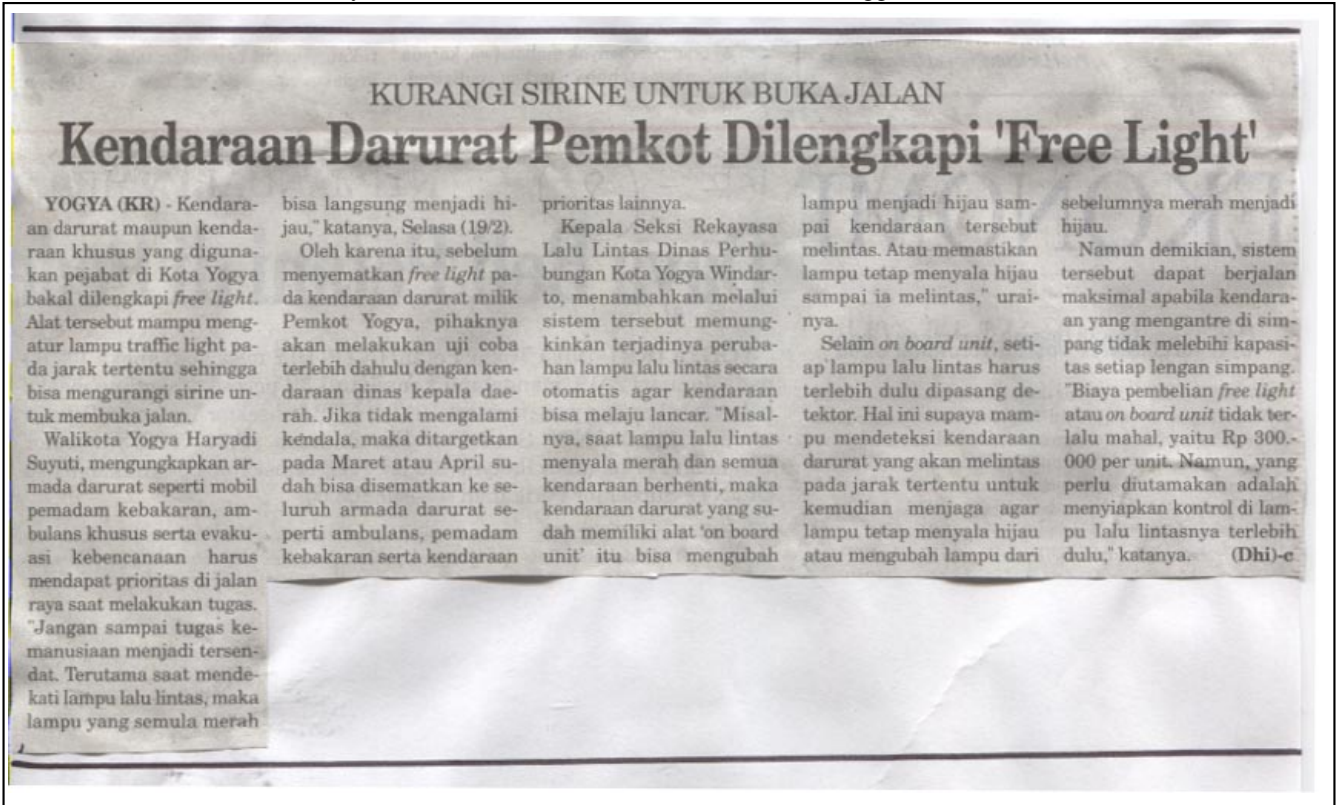 KURANGI SIRINE UNTUK BUKA JALAN
Kendaraan Darurat Pemkot Dilengkapi 'Free Light'
YOGYA (KR) - Kendara-
an darurat maupun kenda-
raan khusus yang diguna-
kan pejabat di Kota Yogya
bakal dilengkapi free light.
Alat tersebut mampu meng-
atur lampu traffic light pa-
da jarak tertentu sehingga
bisa mengurangi sirine un-
tuk membuka jalan.
Walikota Yogya Haryadi
Suyuti, mengungkapkan ar-
mada darurat seperti mobil
pemadam kebakaran, am-
bulans khusus serta evaku-
asi kebencanaan harus
mendapat prioritas di jalan
raya saat melakukan tugas.
"Jangan sampai tugas ke-
manusiaan menjadi tersen-
dat. Terutama saat mende-
kati lampu lalu lintas, maka
lampu yang semula merah
bisa langsung menjadi hi-
jau," katanya, Selasa (19/2).
Oleh karena itu, sebelum
menyematkan free light pa-
da kendaraan darurat milik
Pemkot Yogya, pihaknya
akan melakukan uji coba
terlebih dahulu dengan ken-
daraan dinas kepala dae-
rah. Jika tidak mengalami
kendala, maka ditargetkan
pada Maret atau April su-
dah bisa disematkan ke se-
luruh armada darurat se-
perti ambulans, pemadam
kebakaran serta kendaraan
prioritas lainnya.
Kepala Seksi Rekayasa
Lalu Lintas Dinas Perhu-
bungan Kota Yogya Windar-
to, menambahkan melalui
sistem tersebut memung-
kinkan terjadinya peruba-
han lampu lalu lintas secara
otomatis agar kendaraan
bisa melaju lancar. "Misal-
nya, saat lampu lalu lintas
menyala merah dan semua
kendaraan berhenti, maka
kendaraan darurat yang su-
dah memiliki alat 'on board
unit' itu bisa mengubah
lampu menjadi hijau sam-
pai kendaraan tersebut
melintas. Atau memastikan
lampu tetap menyala hijau
sampai ia melintas," urai-
nya.
Selain on board unit, seti-
ap lampu lalu lintas harus
terlebih dulu dipasang de-
tektor. Hal ini supaya mam-
pu mendeteksi kendaraan
darurat yang akan melintas
pada jarak tertentu untuk
kemudian menjaga agar
lampu tetap menyala hijau
atau mengubah lampu dari
sebelumnya merah menjadi
hijau.
Namun demikian, sistem
tersebut dapat berjalan
maksimal apabila kendara-
an yang mengantre di sim-
pang tidak melebihi kapasi-
tas setiap lengan simpang.
"Biaya pembelian free light
atau on board unit tidak ter-
lalu mahal, yaitu Rp 300.-
000 per unit. Namun, yang
perlu diutamakan adalah
menyiapkan kontrol di lam-
pu lalu lintasnya terlebih
dulu," katanya. (Dhi)-c